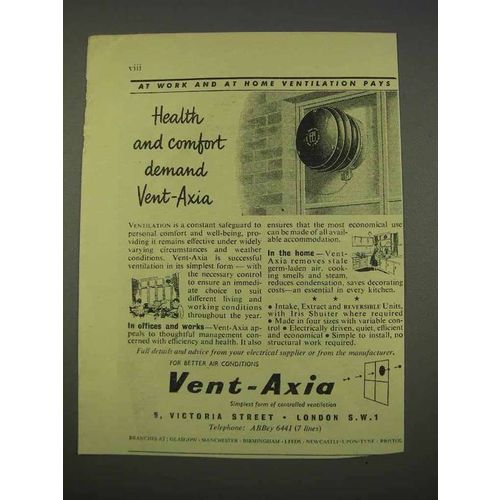 viij
AT WORK AND AT HOME VENTILATION PAYS
Health
and comfort
demand
Vent-Axia
VENTILATION is a constant safeguard to
personal comfort and well-being, pro-
viding it remains effective under widely
varying circumstances and weather
conditions. Vent-Axia is successful
ventilation in its simplest form — with
the necessary control
to ensure an immed-
iate choice to suit
different living and
working conditions
throughout the year.
In offices and works—Vent-Axia ap-
peals to thoughtful management con-
cerned with efficiency and health. It also
ensures that the most economical use
can be made of all avail-
able accommodation.
In the home — Vent-
Axia removes stale
germ-laden air, cook-
ing smells and steam,
reduces condensation, saves decorating
costs—an essential in every kitchen.
★ ★ ★
• Intake, Extract and REVERSIBLE Units,
with Iris Shutter where required
• Made in four sizes with variable con-
trol • Electrically driven, quiet, efficient
and economical • Simple to install, no
structural work required.
Full details and advice from your electrical supplier or from the manufacturer.
FOR BETTER AIR CONDITIONS
Vent-Axia
Simplest form of controlled ventilation
9, VICTORIA STREET • LONDON S.W.1
Telephone: ABBey 6441 (7 lines)
BRANCHES AT: GLASGOW · MANCHESTER · BIRMINGHAM · LEEDS · NEWCASTLE-UPON-TYNE · BRISTOL